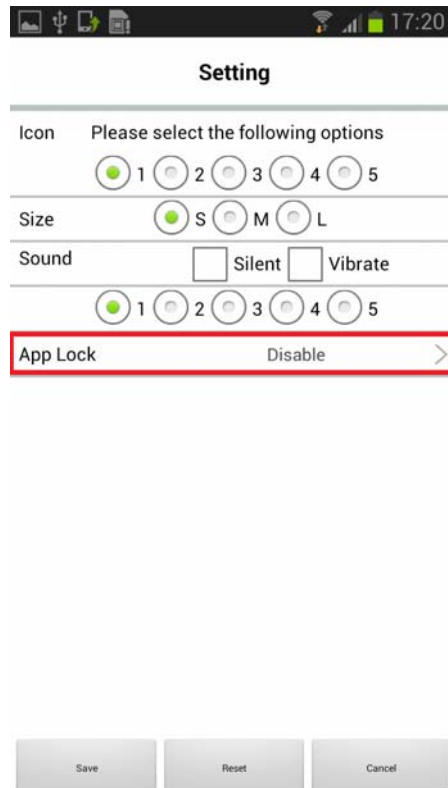 17:20
Setting
Icon Please select the following options
1 2 3 4 5
Size S M L
Sound Silent Vibrate
1 2 3 4 5
App Lock Disable
Save Reset Cancel